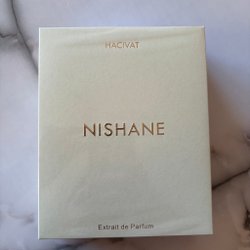 HACIVAT
NISHANE
Extrait de Parfum